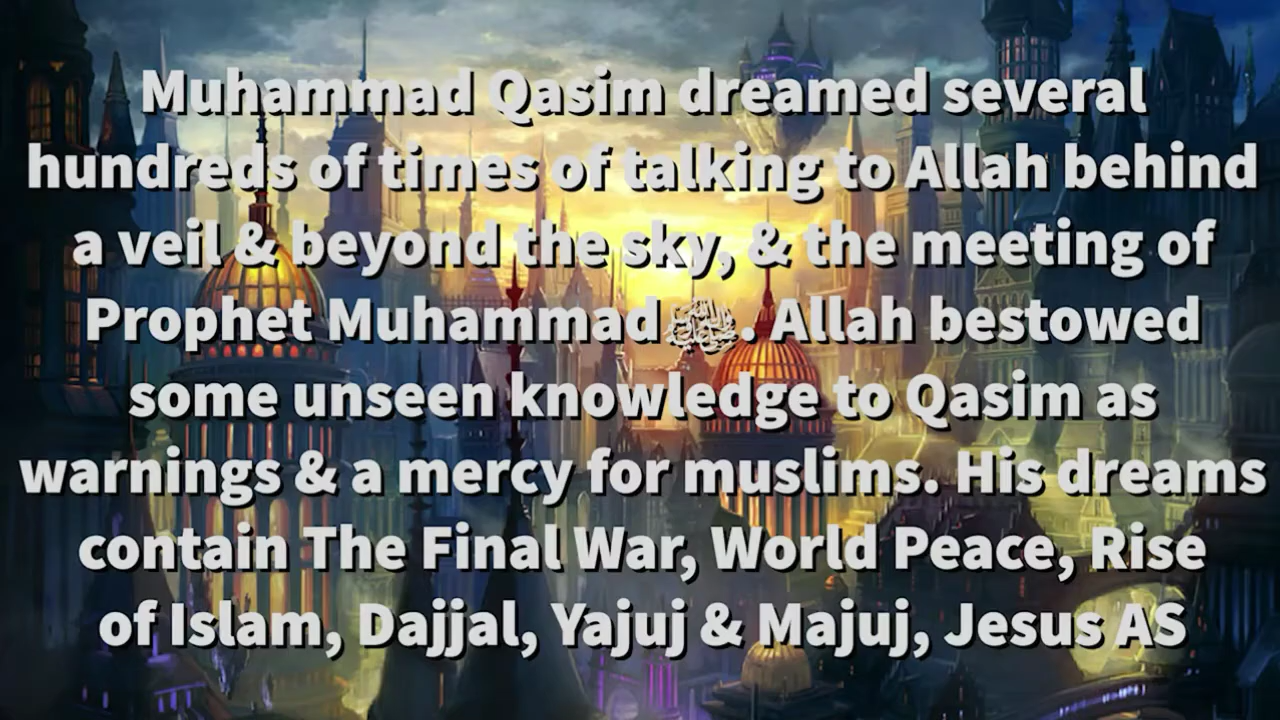 Muhammad Qasim dreamed several
hundreds of times of talking to Allah behind
a veil & beyond the sky, & the meeting of
Prophet Muhammad ﷺ. Allah bestowed
some unseen knowledge to Qasim as
warnings & a mercy for muslims. His dreams
contain The Final War, World Peace, Rise
of Islam, Dajjal, Yajuj & Majuj, Jesus AS